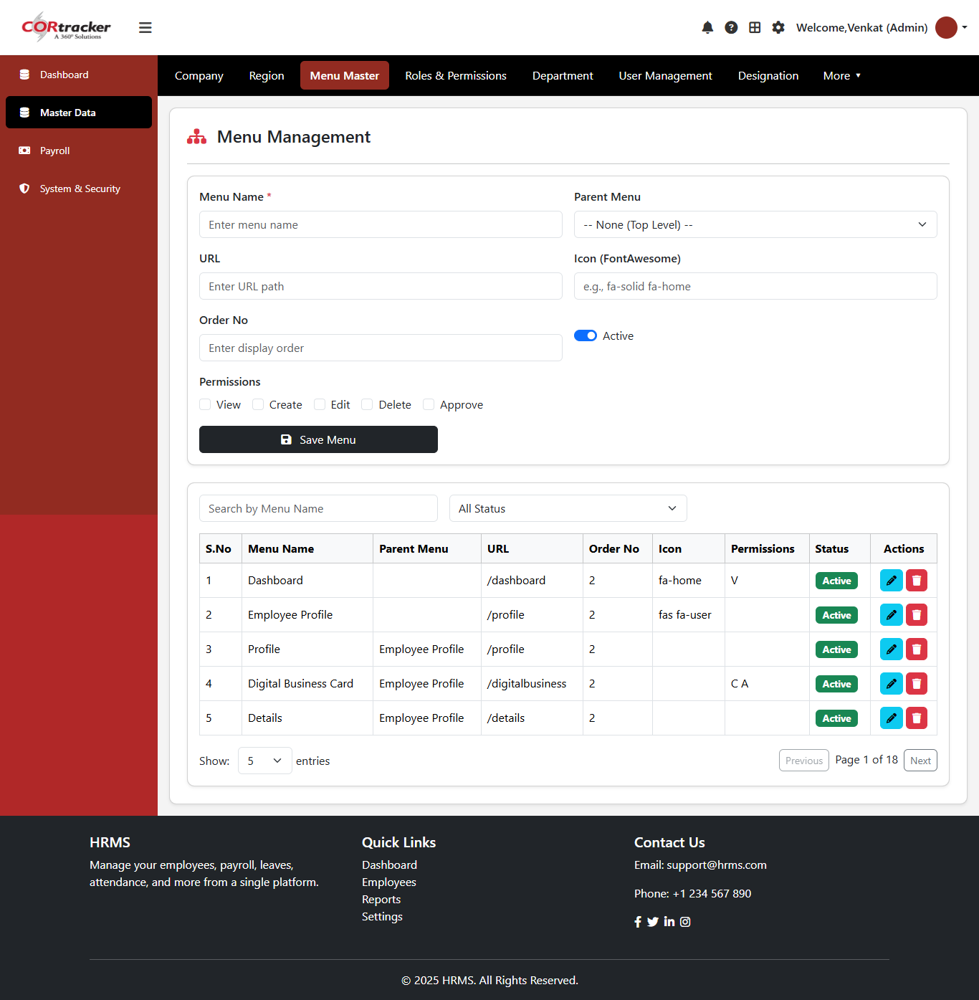 CORtracker
A 360° Solutions
Welcome,Venkat (Admin)
Dashboard
Master Data
Payroll
System & Security
Company Region Menu Master Roles & Permissions Department User Management Designation More
Menu Management
Menu Name * Parent Menu
Enter menu name -- None (Top Level) --
URL Icon (FontAwesome)
Enter URL path e.g., fa-solid fa-home
Order No
Enter display order Active
Permissions
View Create Edit Delete Approve
Save Menu
Search by Menu Name All Status
S.No Menu Name Parent Menu URL Order No Icon Permissions Status Actions
1 Dashboard /dashboard 2 fa-home V Active
2 Employee Profile /profile 2 fas fa-user Active
3 Profile Employee Profile /profile 2 Active
4 Digital Business Card Employee Profile /digitalbusiness 2 C A Active
5 Details Employee Profile /details 2 Active
Show: 5 entries Previous Page 1 of 18 Next
HRMS
Manage your employees, payroll, leaves,
attendance, and more from a single platform.
Quick Links
Dashboard
Employees
Reports
Settings
Contact Us
Email: support@hrms.com
Phone: +1 234 567 890
© 2025 HRMS. All Rights Reserved.